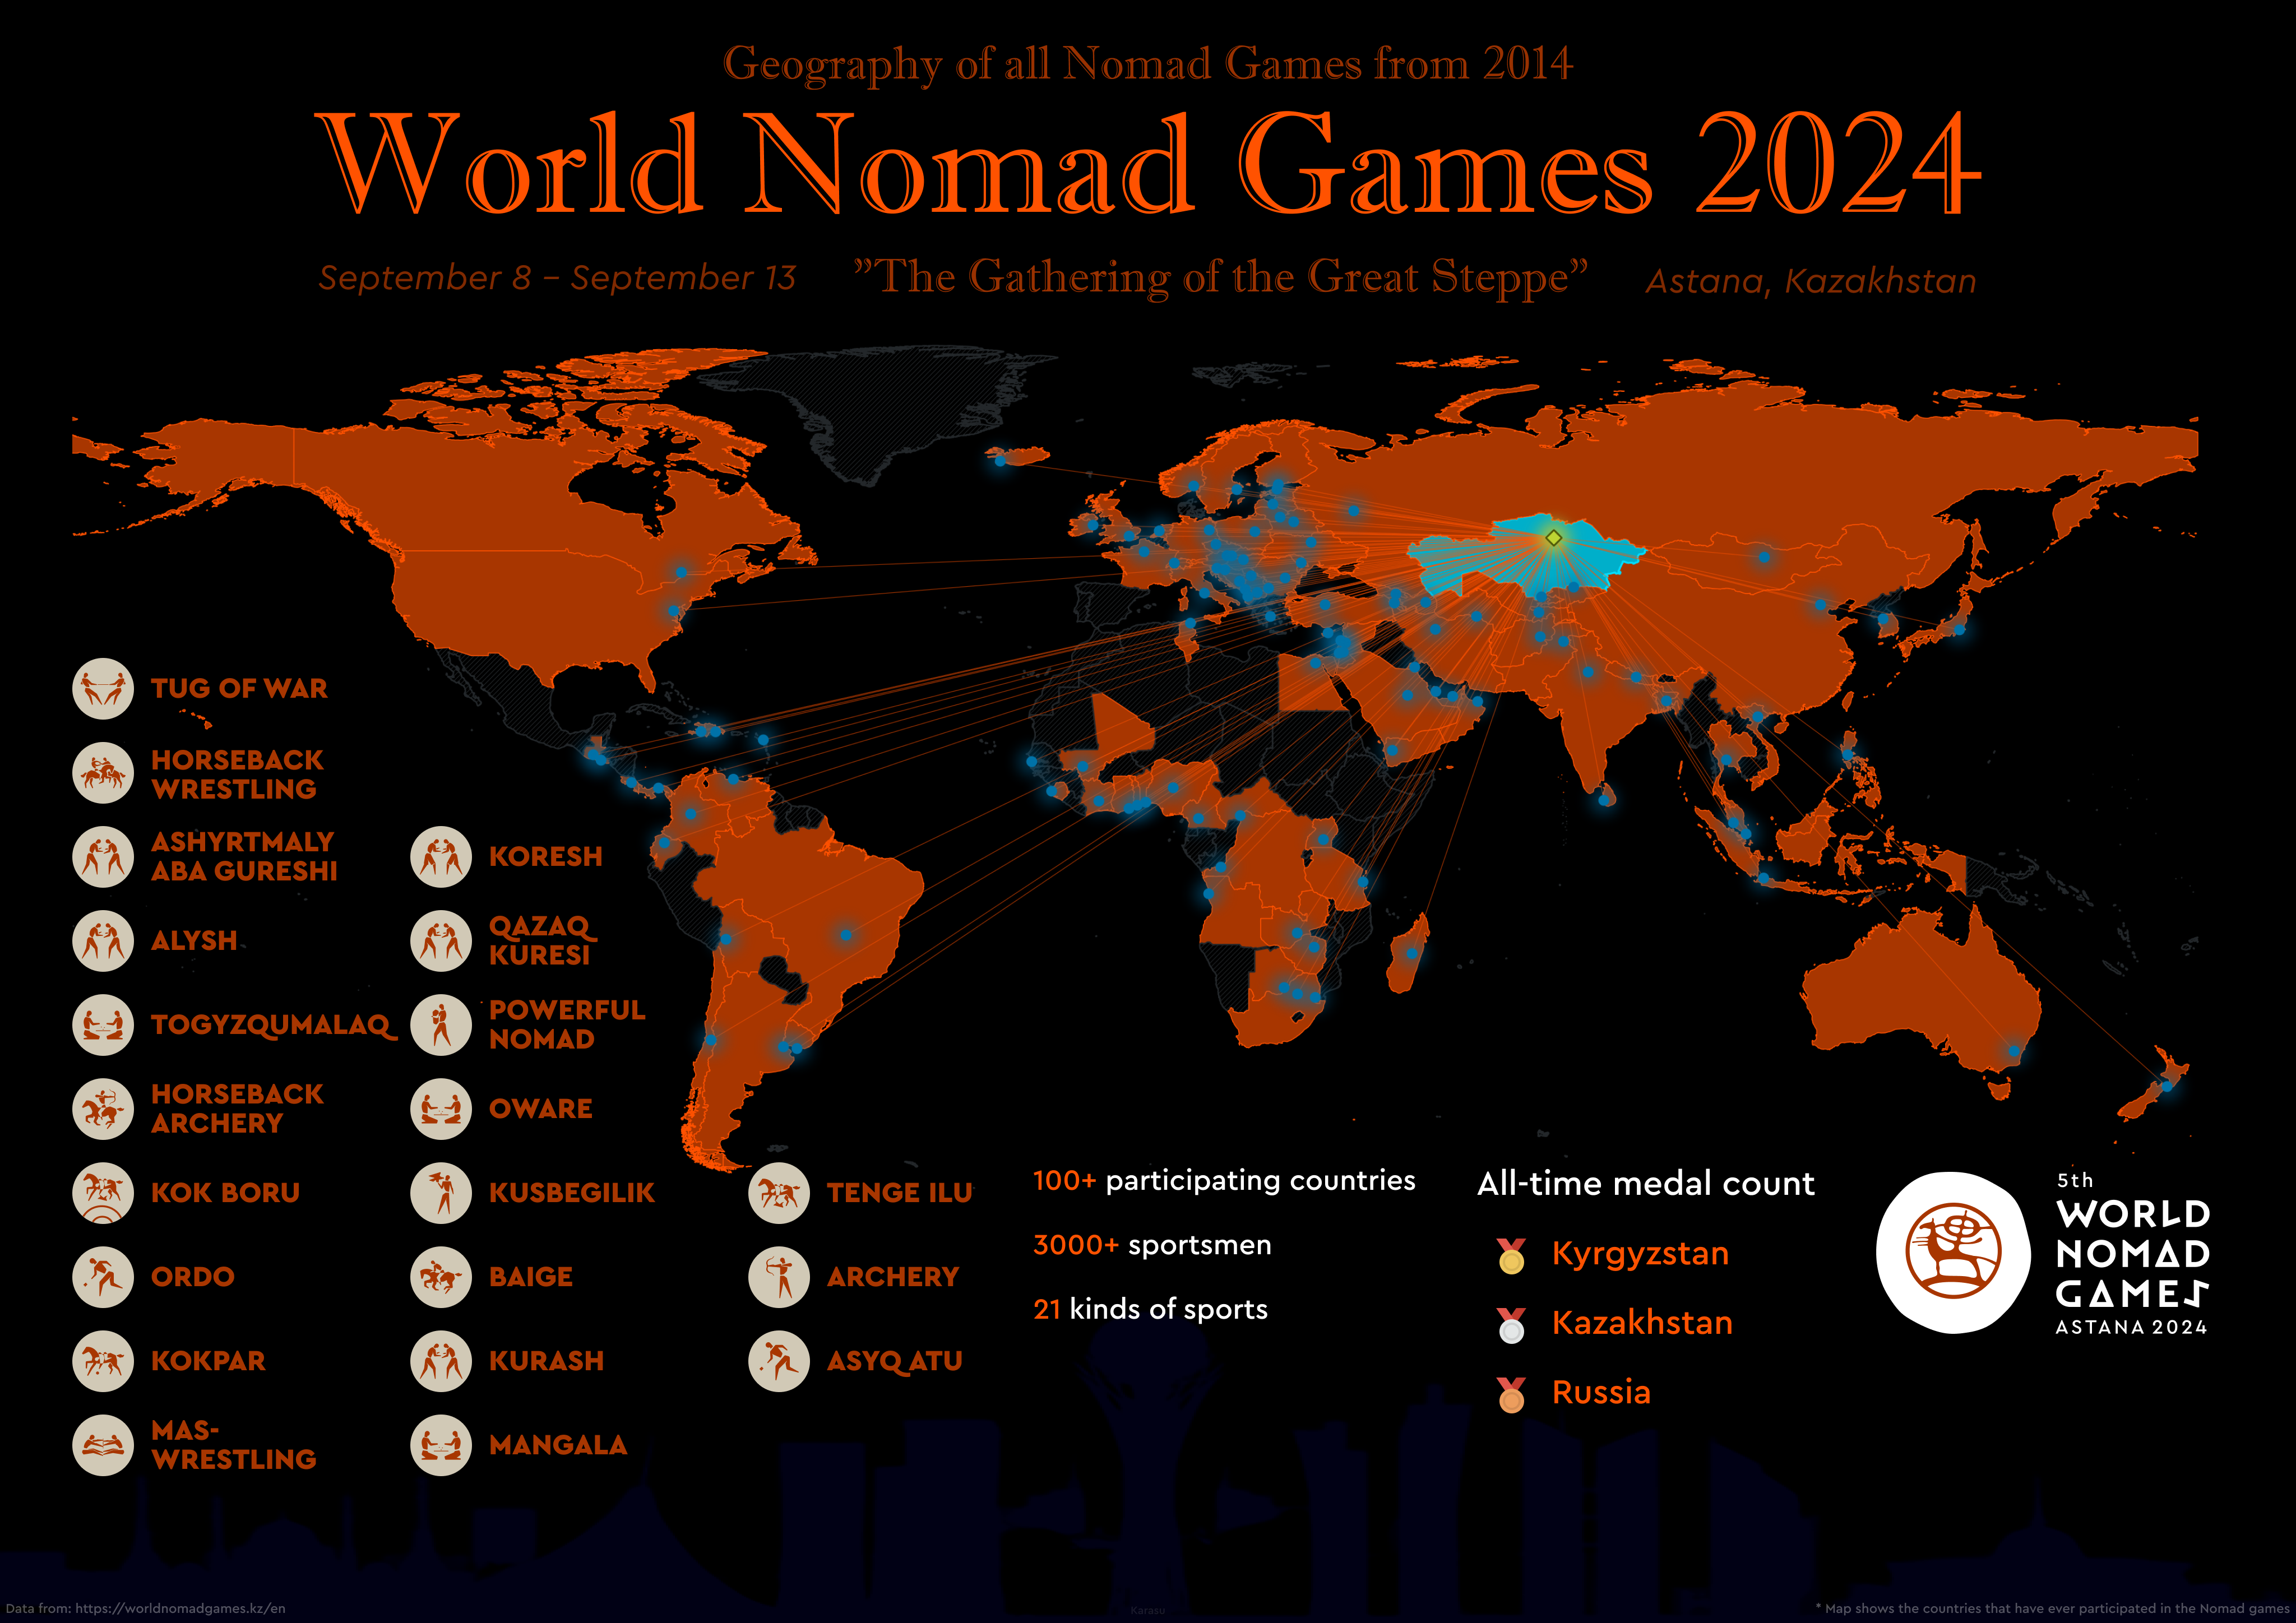 Geography of all Nomad Games from 2014
World Nomad Games 2024
September 8 – September 13
”The Gathering of the Great Steppe”
Astana, Kazakhstan
TUG OF WAR
HORSEBACK
WRESTLING
ASHYRTMALY
ABA GURESHI
ALYSH
TOGYZQUMALAQ
HORSEBACK
ARCHERY
KOK BORU
ORDO
KOKPAR
MAS-
WRESTLING
KORESH
QAZAQ
KURESI
POWERFUL
NOMAD
OWARE
KUSBEGILIK
BAIGE
KURASH
MANGALA
TENGE ILU
ARCHERY
ASYQ ATU
100+ participating countries
3000+ sportsmen
21 kinds of sports
All-time medal count
Kyrgyzstan
Kazakhstan
Russia
5th
WORLD
NOMAD
GAMES
ASTANA 2024
Data from: https://worldnomadgames.kz/en
Karasu
* Map shows the countries that have ever participated in the Nomad games